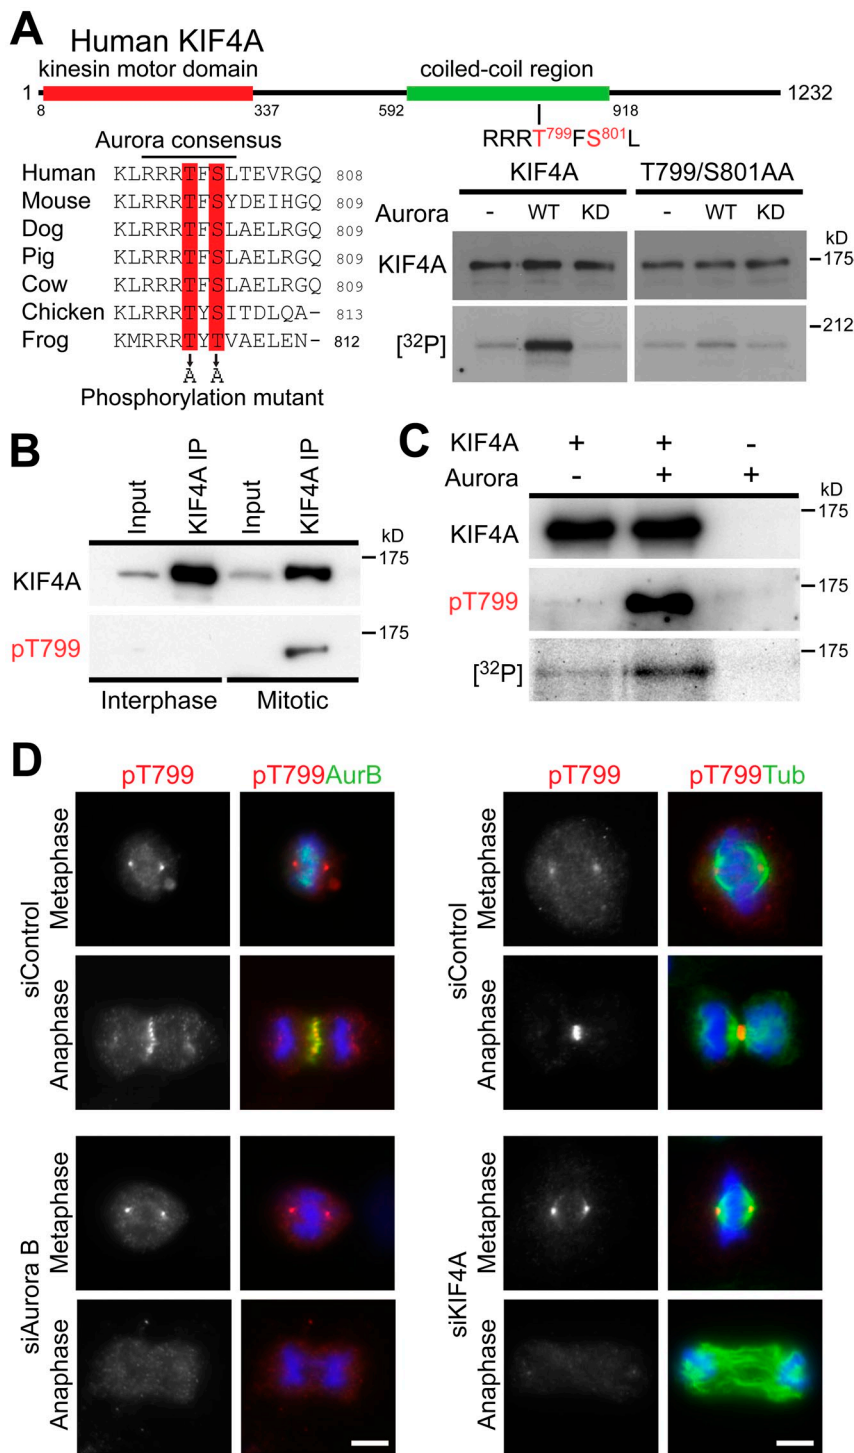 A
Human KIF4A
kinesin motor domain
coiled-coil region
1
1232
8
337
592
918
RRRT799FS801L
Aurora consensus
Human KLRRRTFSLTEVRGQ 808
Mouse KLRRRTFSYDEIHGQ 809
Dog KLRRRTFSLAELRGQ 809
Pig KLRRRTFSLAELRGQ 809
Cow KLRRRTFSLAELRGQ 809
Chicken KLRRRTYSITDLQA- 813
Frog KMRRRTYTVAELEN- 812
A A
Phosphorylation mutant
KIF4A T799/S801AA
Aurora - WT KD - WT KD
kD
KIF4A
175
212
[32P]
B
Input KIF4A IP Input KIF4A IP
kD
175
KIF4A
175
pT799
Interphase Mitotic
C
KIF4A + + -
Aurora - + +
kD
175
KIF4A
175
pT799
175
[32P]
D
pT799 pT799AurB
siControl
Metaphase
Anaphase
siAurora B
Metaphase
Anaphase
pT799 pT799Tub
siControl
Metaphase
Anaphase
siKIF4A
Metaphase
Anaphase